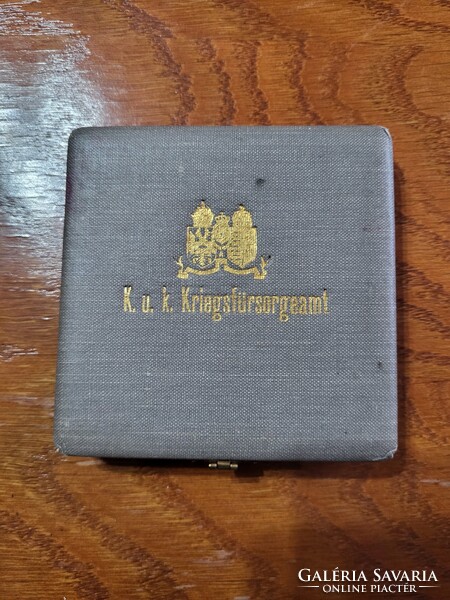 K. u. k. Kriegsfürsorgeamt
GALÉRIA SAVARIA
ONLINE PIACTÉR